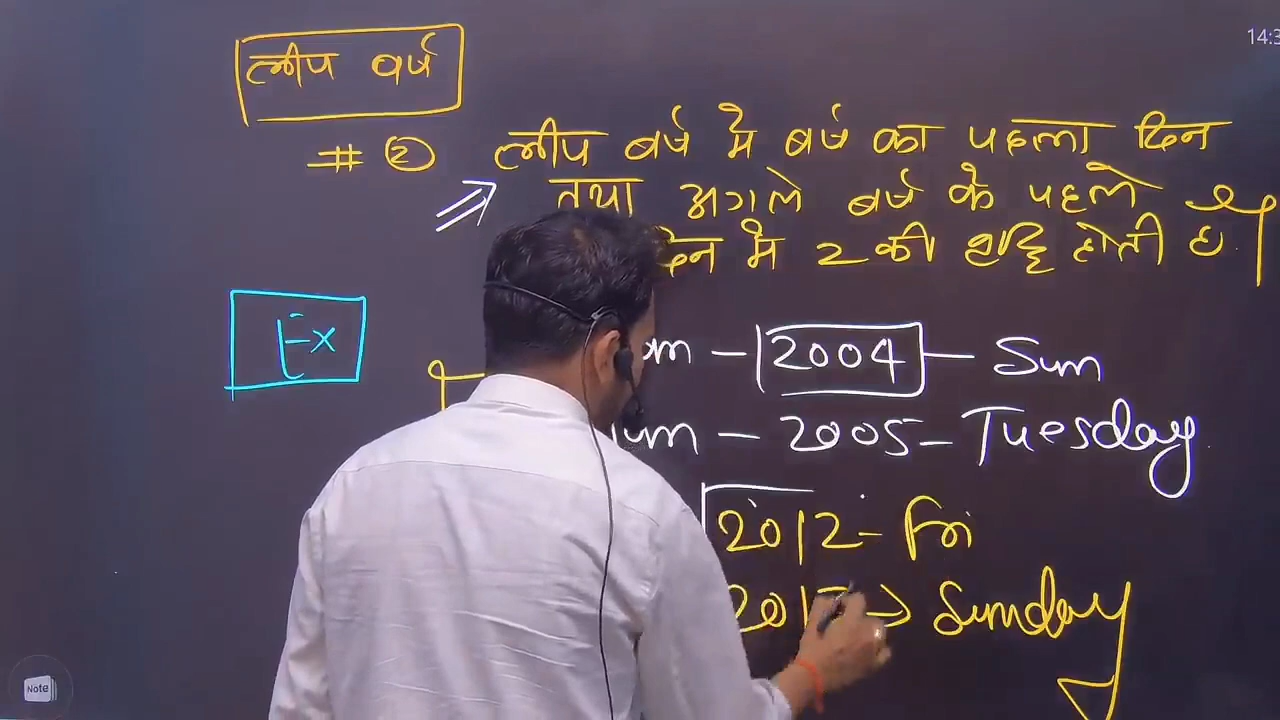 14:3
लीप वर्ष
# ② लीप वर्ष मे वर्ष का पहला दिन
⇒ तथा अगले वर्ष के पहले
दिन मे 2 की वृद्धि होती है।
Ex
2004 — Sun
— 2005 — Tuesday
2012 - Fri
201 → Sunday
Note